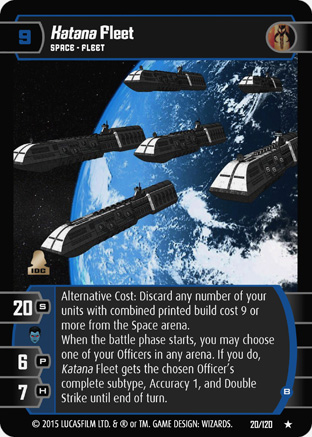 9
Katana Fleet
SPACE - FLEET
IDC
20 S
6 P
7 H
Alternative Cost: Discard any number of your
units with combined printed build cost 9 or
more from the Space arena.
When the battle phase starts, you may choose
one of your Officers in any arena. If you do,
Katana Fleet gets the chosen Officer's
complete subtype, Accuracy 1, and Double
Strike until end of turn.
B
© 2015 LUCASFILM LTD. & ® or TM. GAME DESIGN: WIZARDS. 20/120 ★